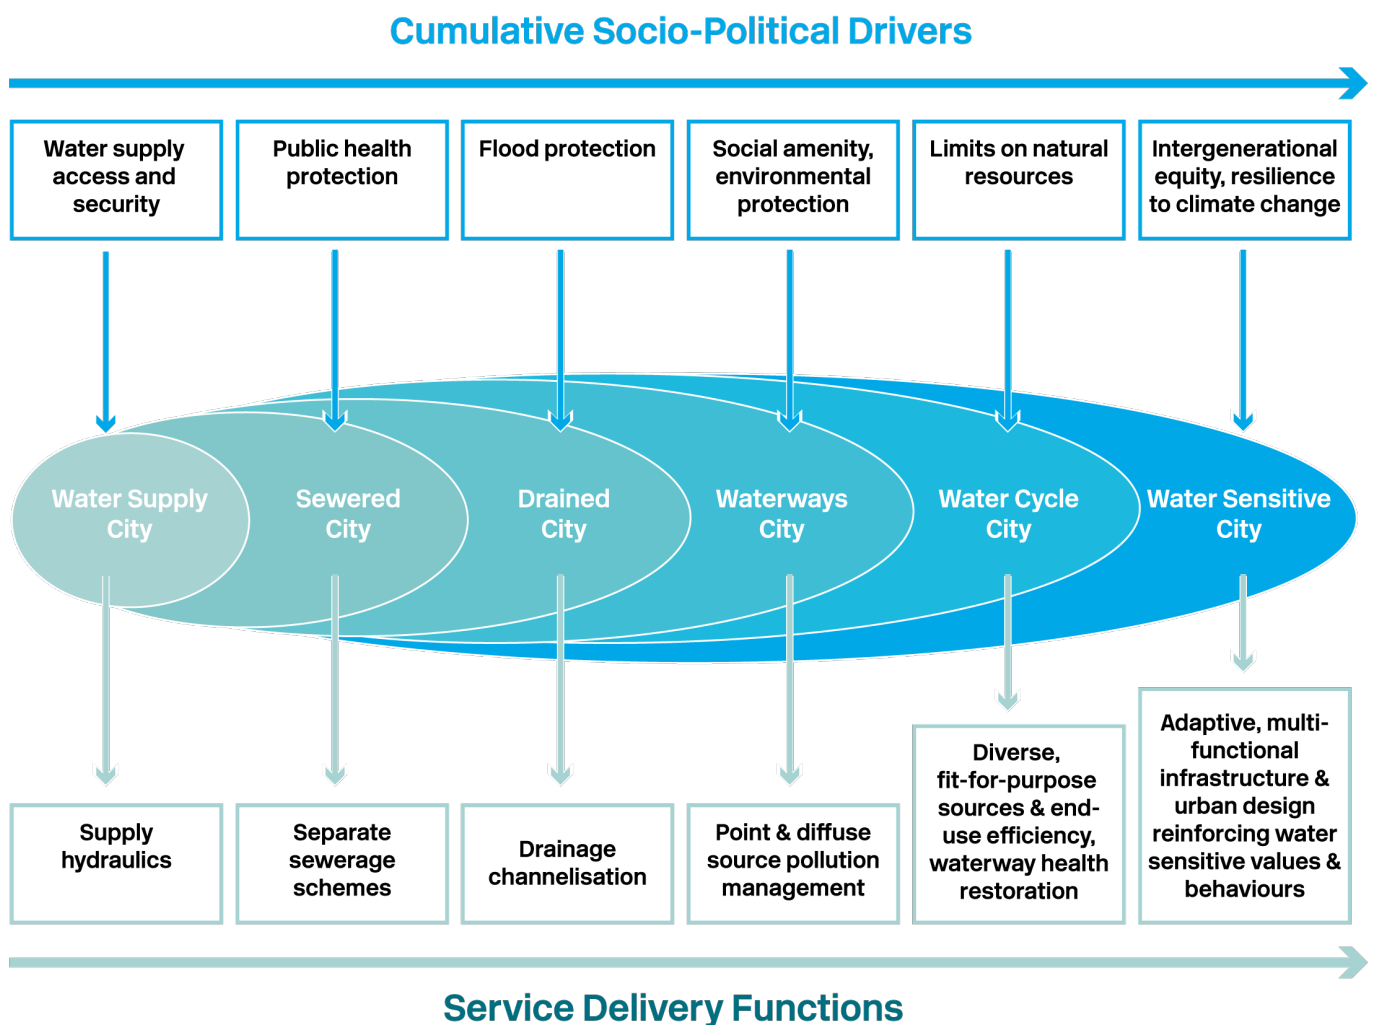 Cumulative Socio-Political Drivers
Water supply
access and
security
Public health
protection
Flood protection
Social amenity,
environmental
protection
Limits on natural
resources
Intergenerational
equity, resilience
to climate change
Water Supply
City
Sewered
City
Drained
City
Waterways
City
Water Cycle
City
Water Sensitive
City
Supply
hydraulics
Separate
sewerage
schemes
Drainage
channelisation
Point & diffuse
source pollution
management
Diverse,
fit-for-purpose
sources & end-
use efficiency,
waterway health
restoration
Adaptive, multi-
functional
infrastructure &
urban design
reinforcing water
sensitive values &
behaviours
Service Delivery Functions